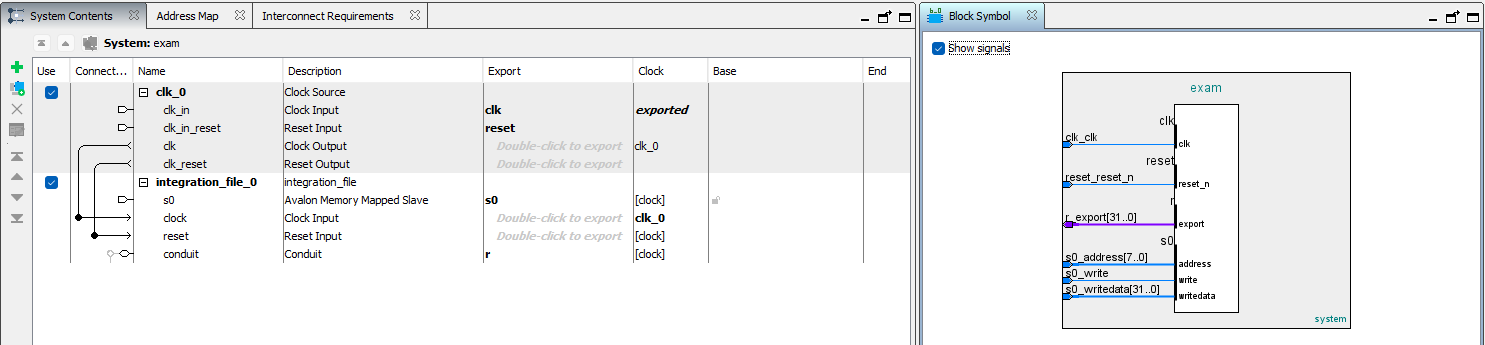 System Contents Address Map Interconnect Requirements
System: exam
Use Connect... Name Description Export Clock Base End
clk_0 Clock Source
clk_in Clock Input clk exported
clk_in_reset Reset Input reset
clk Clock Output Double-click to export clk_0
clk_reset Reset Output Double-click to export
integration_file_0 integration_file
s0 Avalon Memory Mapped Slave s0 [clock]
clock Clock Input Double-click to export clk_0
reset Reset Input Double-click to export [clock]
conduit Conduit r [clock]
Block Symbol
Show signals
exam
clk
clk_clk
clk
reset
reset_reset_n
reset_n
r
r_export[31..0]
export
s0
s0_address[7..0]
address
s0_write
write
s0_writedata[31..0]
writedata
system